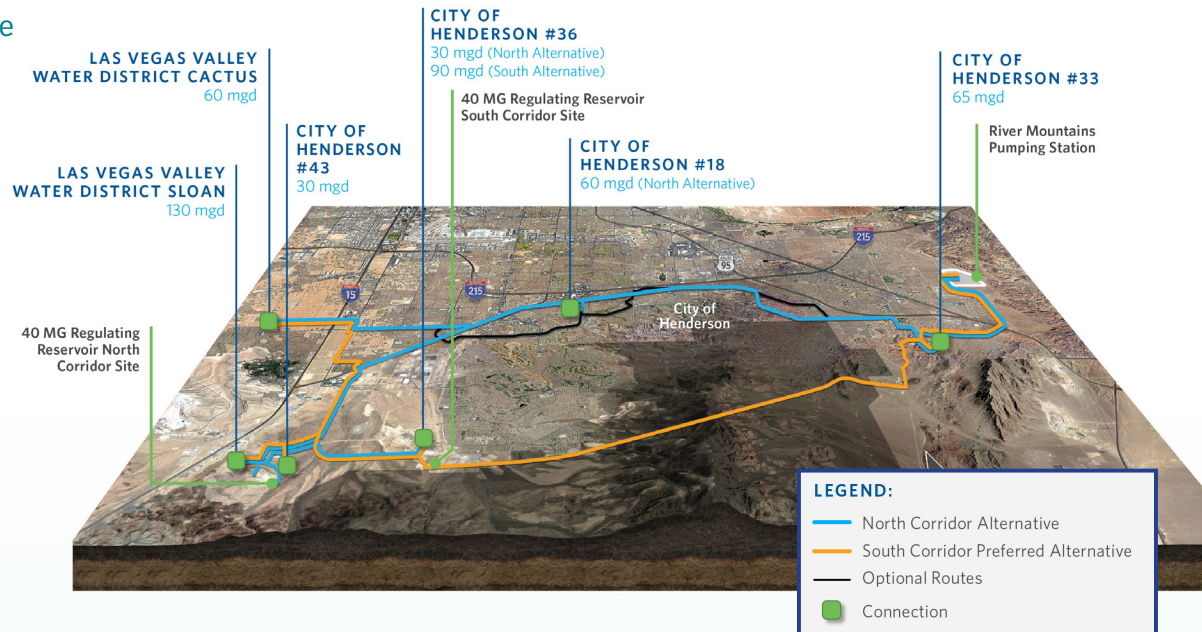 e
CITY OF
HENDERSON #36
30 mgd (North Alternative)
90 mgd (South Alternative)
LAS VEGAS VALLEY
WATER DISTRICT CACTUS
60 mgd
CITY OF
HENDERSON #33
65 mgd
40 MG Regulating Reservoir
South Corridor Site
CITY OF
HENDERSON
#43
30 mgd
River Mountains
Pumping Station
CITY OF
HENDERSON #18
60 mgd (North Alternative)
LAS VEGAS VALLEY
WATER DISTRICT SLOAN
130 mgd
215
95
15
215
City of
Henderson
40 MG Regulating
Reservoir North
Corridor Site
LEGEND:
North Corridor Alternative
South Corridor Preferred Alternative
Optional Routes
Connection